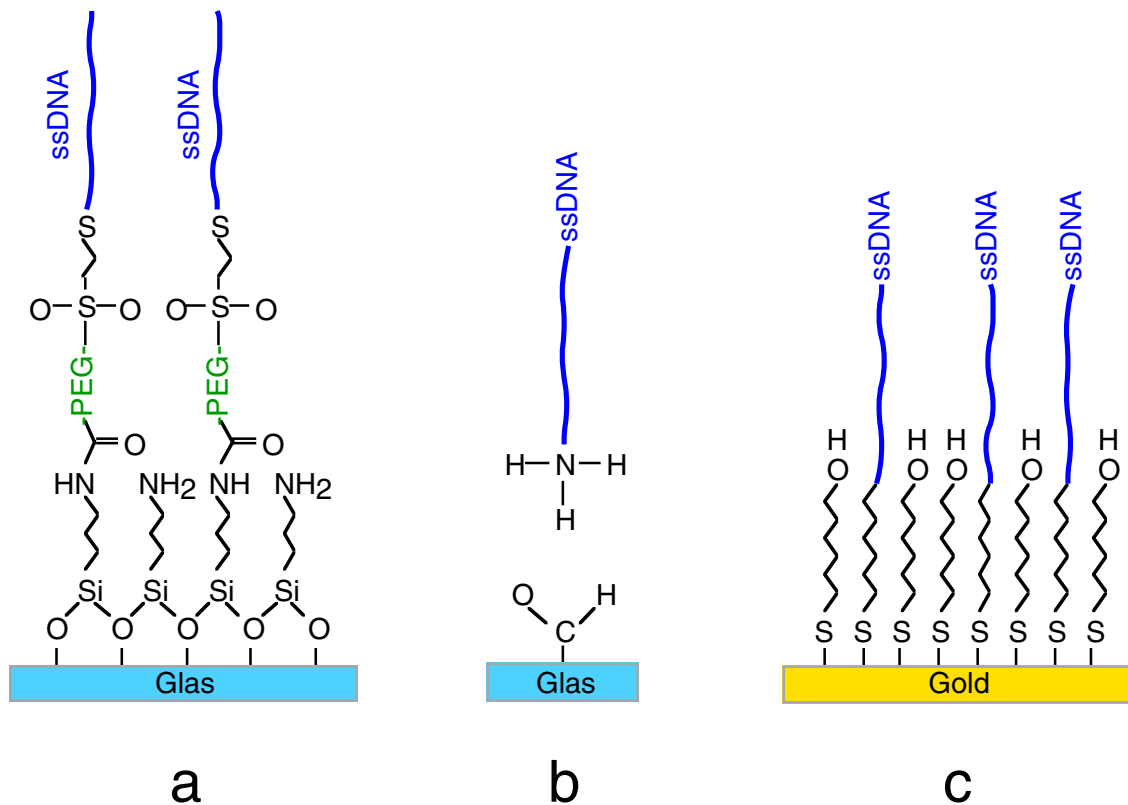 ssDNA ssDNA
S S
O S O O S O
PEG- PEG-
O O
HN NH2 NH NH2
Si Si Si Si
O O O O O
Glas
a
ssDNA
H N H
H
O H
C
Glas
b
ssDNA ssDNA ssDNA
H H H H H
O O O O O
S S S S S S S S
Gold
c